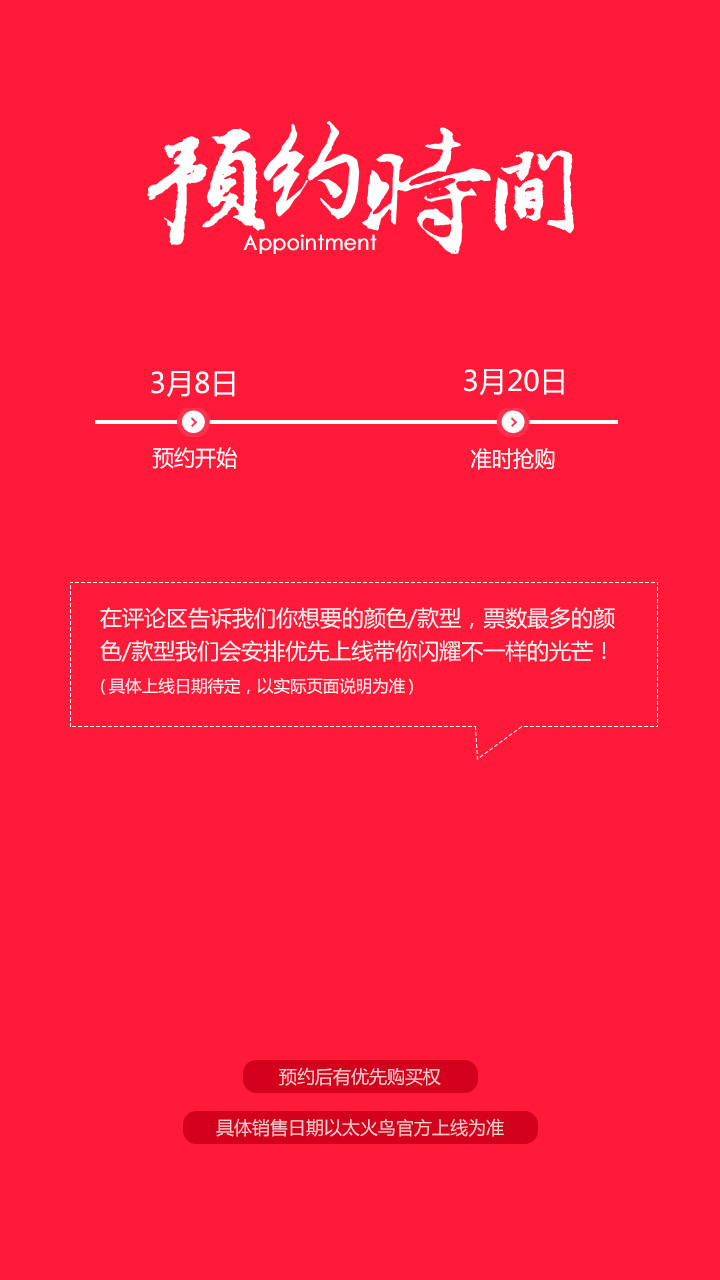 預约時間
Appointment
3月8日
3月20日
预约开始
准时抢购
在评论区告诉我们你想要的颜色/款型，票数最多的颜
色/款型我们会安排优先上线带你闪耀不一样的光芒！
(具体上线日期待定，以实际页面说明为准)
预约后有优先购买权
具体销售日期以太火鸟官方上线为准